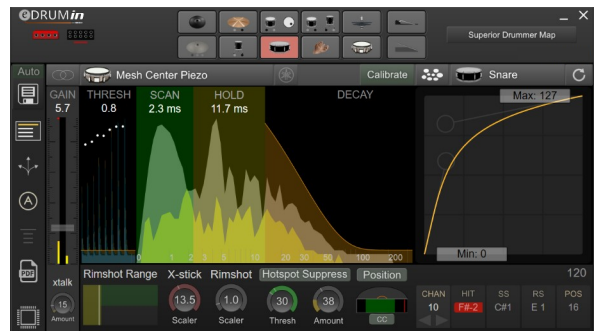 eDRUMin
Superior Drummer Map
Auto
Mesh Center Piezo
Calibrate
Snare
GAIN THRESH SCAN HOLD DECAY
5.7 0.8 2.3 ms 11.7 ms
Max: 127
A
PDF
0 1 2 3 10 20 30 50 100 200
Min: 0
xtalk
15
Amount
Rimshot Range X-stick Rimshot Hotspot Suppress Position
120
13.5 1.0 30 38
Scaler Scaler Thresh Amount CC
CHAN HIT SS RS POS
10 F#-2 C#1 E 1 16